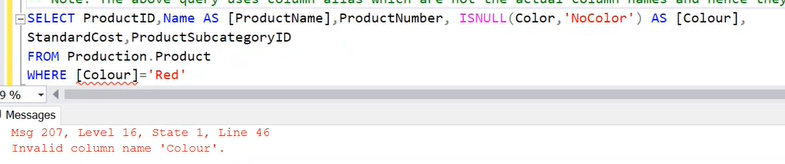 Note: The above query uses column alias which are not the actual column names and hence they
SELECT ProductID,Name AS [ProductName],ProductNumber, ISNULL(Color,'NoColor') AS [Colour],
StandardCost,ProductSubcategoryID
FROM Production.Product
WHERE [Colour]='Red'
9 %
Messages
Msg 207, Level 16, State 1, Line 46
Invalid column name 'Colour'.